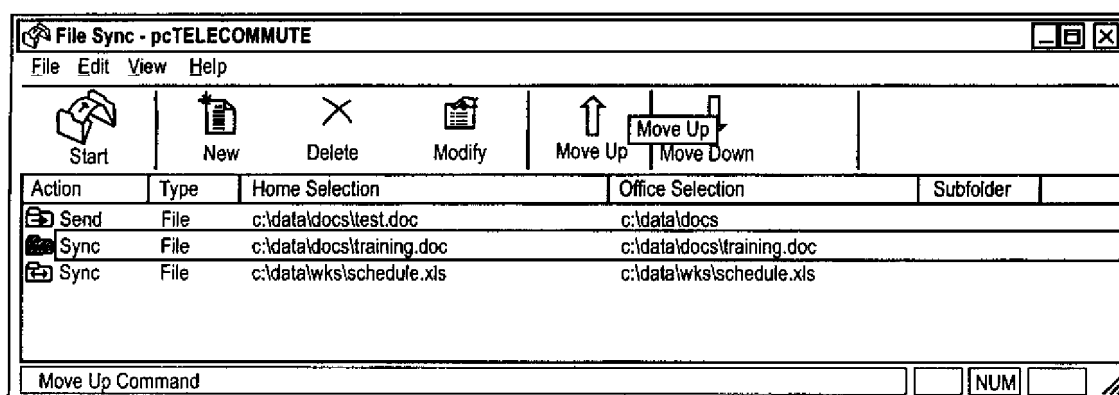 File Sync - pcTELECOMMUTE
File Edit View Help
Start New Delete Modify Move Up Move Up Move Down
Action Type Home Selection Office Selection Subfolder
Send File c:\data\docs\test.doc c:\data\docs
Sync File c:\data\docs\training.doc c:\data\docs\training.doc
Sync File c:\data\wks\schedule.xls c:\data\wks\schedule.xls
Move Up Command NUM